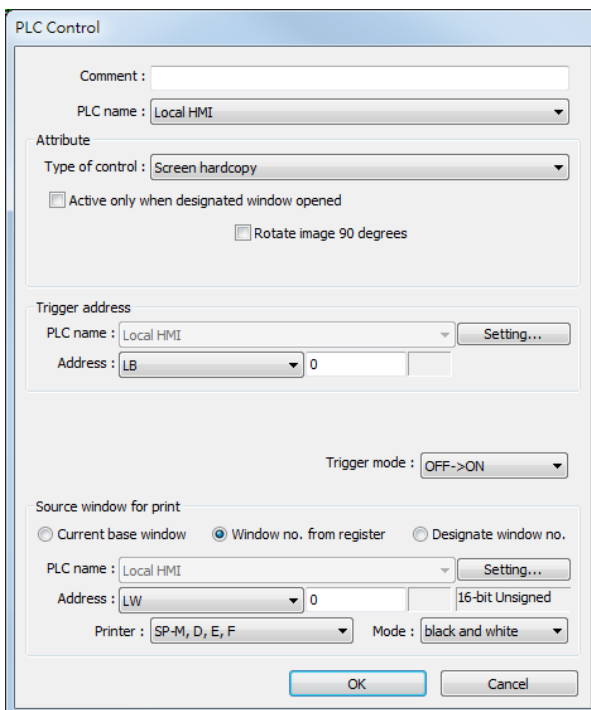 PLC Control
Comment :
PLC name : Local HMI
Attribute
Type of control : Screen hardcopy
Active only when designated window opened
Rotate image 90 degrees
Trigger address
PLC name : Local HMI Setting...
Address : LB 0
Trigger mode : OFF->ON
Source window for print
Current base window Window no. from register Designate window no.
PLC name : Local HMI Setting...
Address : LW 0 16-bit Unsigned
Printer : SP-M, D, E, F Mode : black and white
OK Cancel